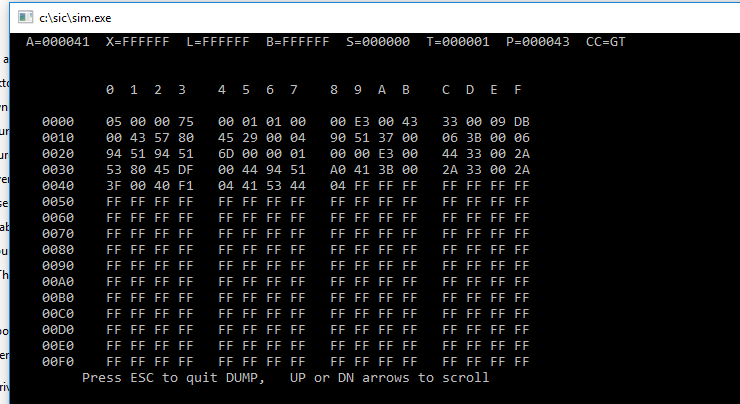 c:\sic\sim.exe
A=000041 X=FFFFFF L=FFFFFF B=FFFFFF S=000000 T=000001 P=000043 CC=GT
0 1 2 3 4 5 6 7 8 9 A B C D E F
0000 05 00 00 75 00 01 01 00 00 E3 00 43 33 00 09 DB
0010 00 43 57 80 45 29 00 04 90 51 37 00 06 3B 00 06
0020 94 51 94 51 6D 00 00 01 00 00 E3 00 44 33 00 2A
0030 53 80 45 DF 00 44 94 51 A0 41 3B 00 2A 33 00 2A
0040 3F 00 40 F1 04 41 53 44 04 FF FF FF FF FF FF FF
0050 FF FF FF FF FF FF FF FF FF FF FF FF FF FF FF FF
0060 FF FF FF FF FF FF FF FF FF FF FF FF FF FF FF FF
0070 FF FF FF FF FF FF FF FF FF FF FF FF FF FF FF FF
0080 FF FF FF FF FF FF FF FF FF FF FF FF FF FF FF FF
0090 FF FF FF FF FF FF FF FF FF FF FF FF FF FF FF FF
00A0 FF FF FF FF FF FF FF FF FF FF FF FF FF FF FF FF
00B0 FF FF FF FF FF FF FF FF FF FF FF FF FF FF FF FF
00C0 FF FF FF FF FF FF FF FF FF FF FF FF FF FF FF FF
00D0 FF FF FF FF FF FF FF FF FF FF FF FF FF FF FF FF
00E0 FF FF FF FF FF FF FF FF FF FF FF FF FF FF FF FF
00F0 FF FF FF FF FF FF FF FF FF FF FF FF FF FF FF FF
Press ESC to quit DUMP, UP or DN arrows to scroll